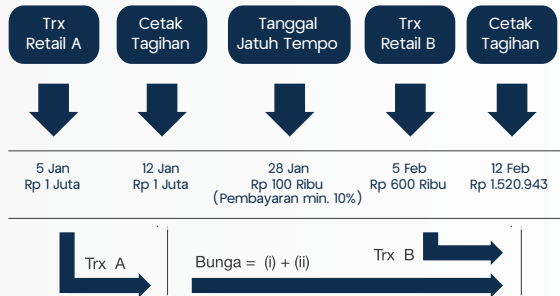 Trx
Retail A
Cetak
Tagihan
Tanggal
Jatuh Tempo
Trx
Retail B
Cetak
Tagihan
5 Jan
Rp 1 Juta
12 Jan
Rp 1 Juta
28 Jan
Rp 100 Ribu
(Pembayaran min. 10%)
5 Feb
Rp 600 Ribu
12 Feb
Rp 1.520.943
Trx A
Bunga = (i) + (ii)
Trx B